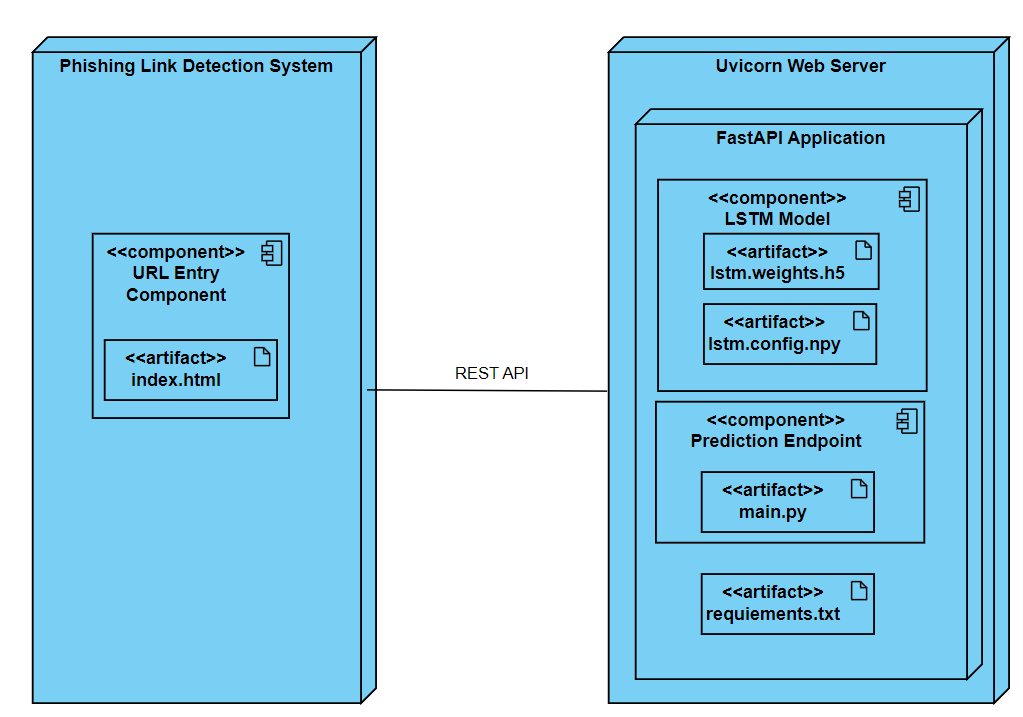 Phishing Link Detection System
<<component>>
URL Entry
Component
<<artifact>>
index.html
REST API
Uvicorn Web Server
FastAPI Application
<<component>>
LSTM Model
<<artifact>>
lstm.weights.h5
<<artifact>>
lstm.config.npy
<<component>>
Prediction Endpoint
<<artifact>>
main.py
<<artifact>>
requiements.txt